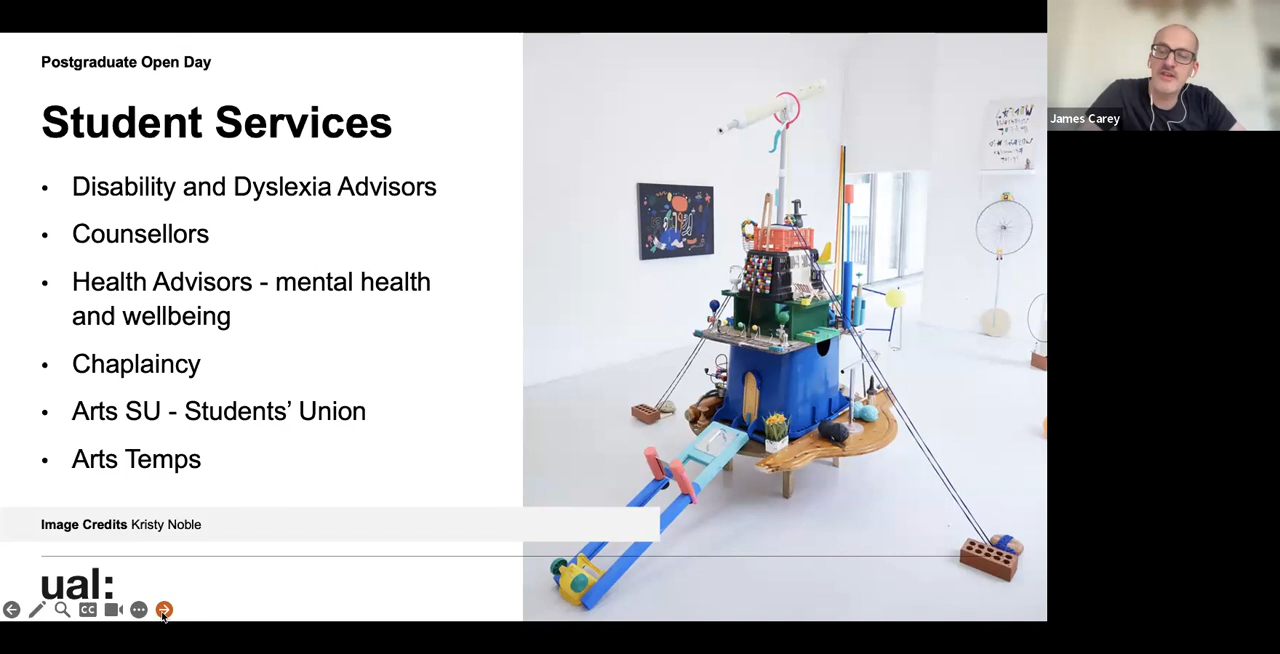 Postgraduate Open Day
Student Services
• Disability and Dyslexia Advisors
• Counsellors
• Health Advisors - mental health
and wellbeing
• Chaplaincy
• Arts SU - Students’ Union
• Arts Temps
Image Credits Kristy Noble
ual:
CC
James Carey